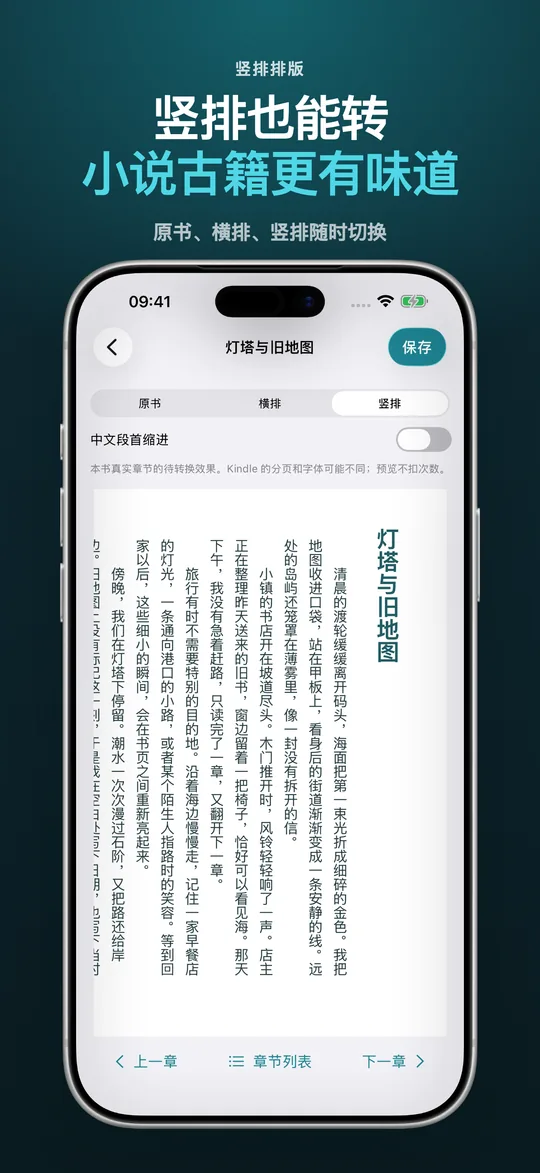 竖排排版
竖排也能转
小说古籍更有味道
原书、横排、竖排随时切换
09:41
灯塔与旧地图
保存
原书
横排
竖排
中文段首缩进
本书真实章节的待转换效果。Kindle 的分页和字体可能不同；预览不扣次数。
灯塔与旧地图
清晨的渡轮缓缓离开码头，海面把第一束光折成细碎的金色。我把
地图收进口袋，站在甲板上，看身后的街道渐渐变成一条安静的线。远
处的岛屿还笼罩在薄雾里，像一封没有拆开的信。
小镇的书店开在坡道尽头。木门推开时，风铃轻轻响了一声。店主
正在整理昨天送来的旧书，窗边留着一把椅子，恰好可以看见海。那天
下午，我没有急着赶路，只读完了一章，又翻开下一章。
旅行有时不需要特别的目的地。沿着海边慢慢走，记住一家早餐店
的灯光，一条通向港口的小路，或者某个陌生人指路时的笑容。等到回
家以后，这些细小的瞬间，会在书页之间重新亮起来。
傍晚，我们在灯塔下停留。潮水一次次漫过石阶，又把路还给岸
上一章
章节列表
下一章